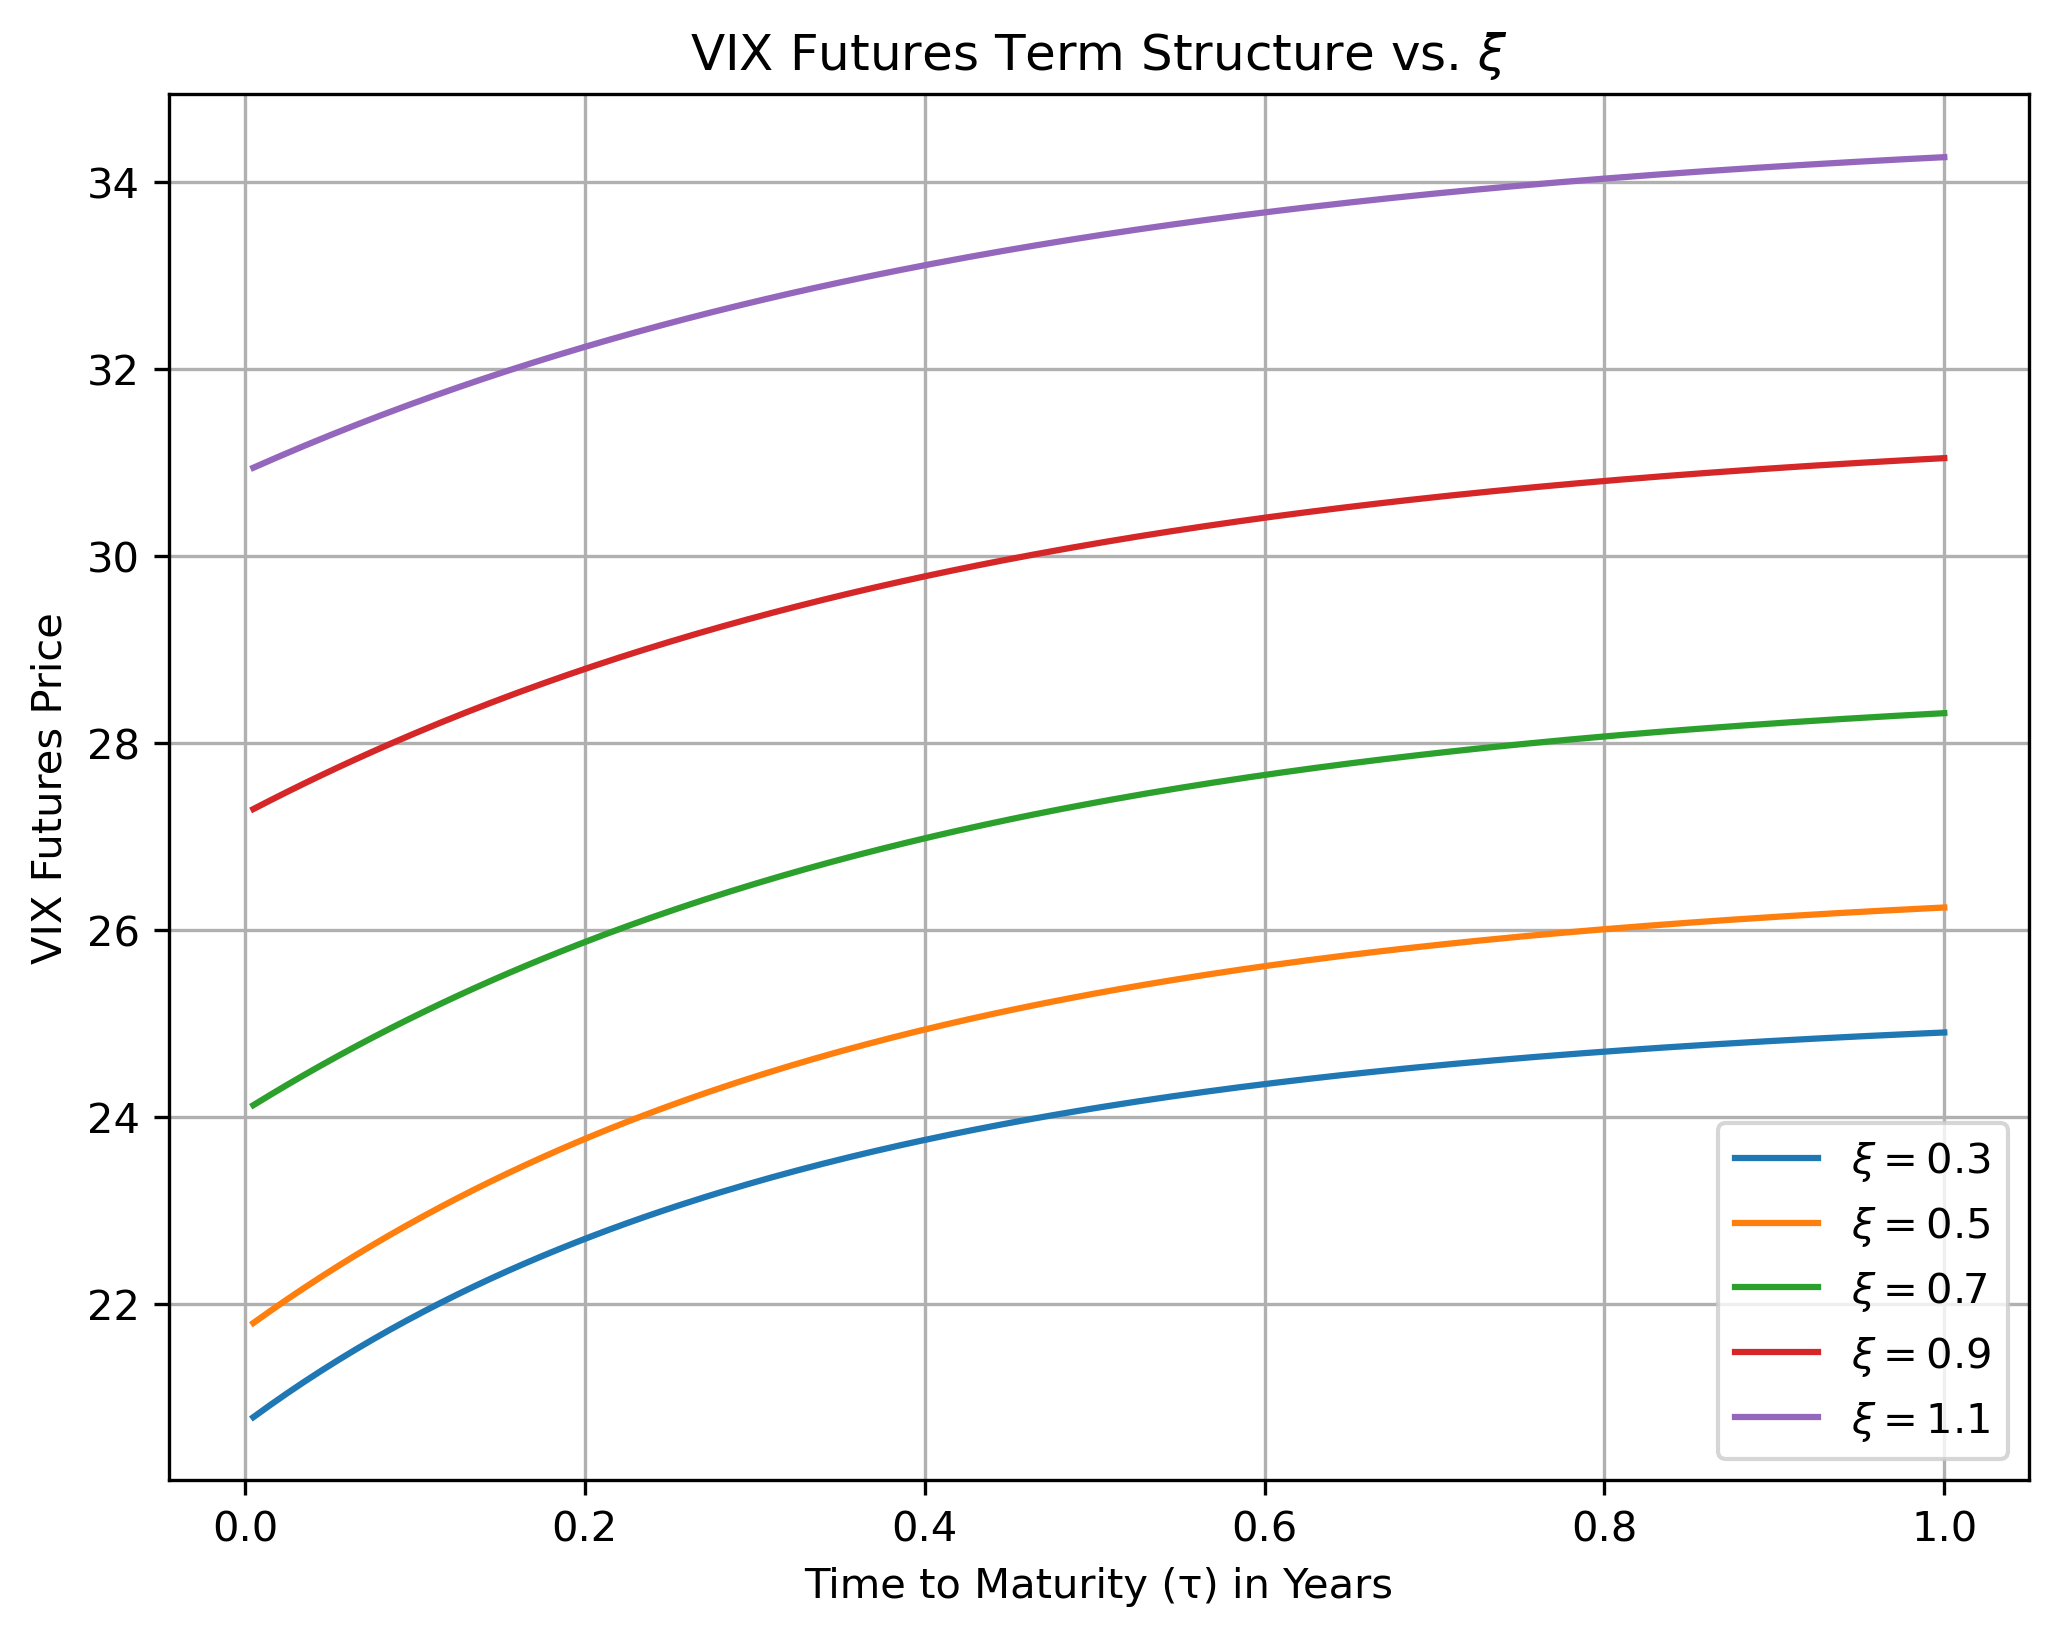 VIX Futures Term Structure vs. ξ
VIX Futures Price
34
32
30
28
26
24
22
0.0 0.2 0.4 0.6 0.8 1.0
Time to Maturity (τ) in Years
ξ = 0.3
ξ = 0.5
ξ = 0.7
ξ = 0.9
ξ = 1.1